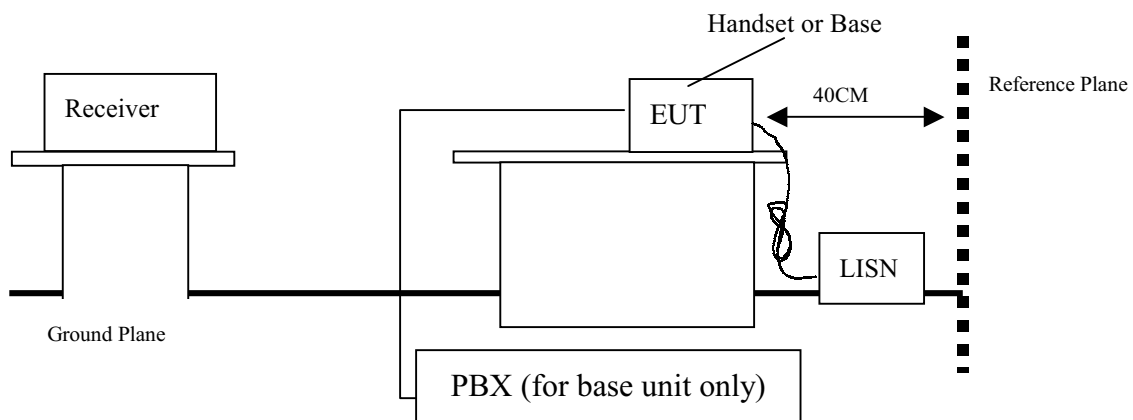 Handset or Base
Reference Plane
40CM
Receiver
EUT
LISN
Ground Plane
PBX (for base unit only)